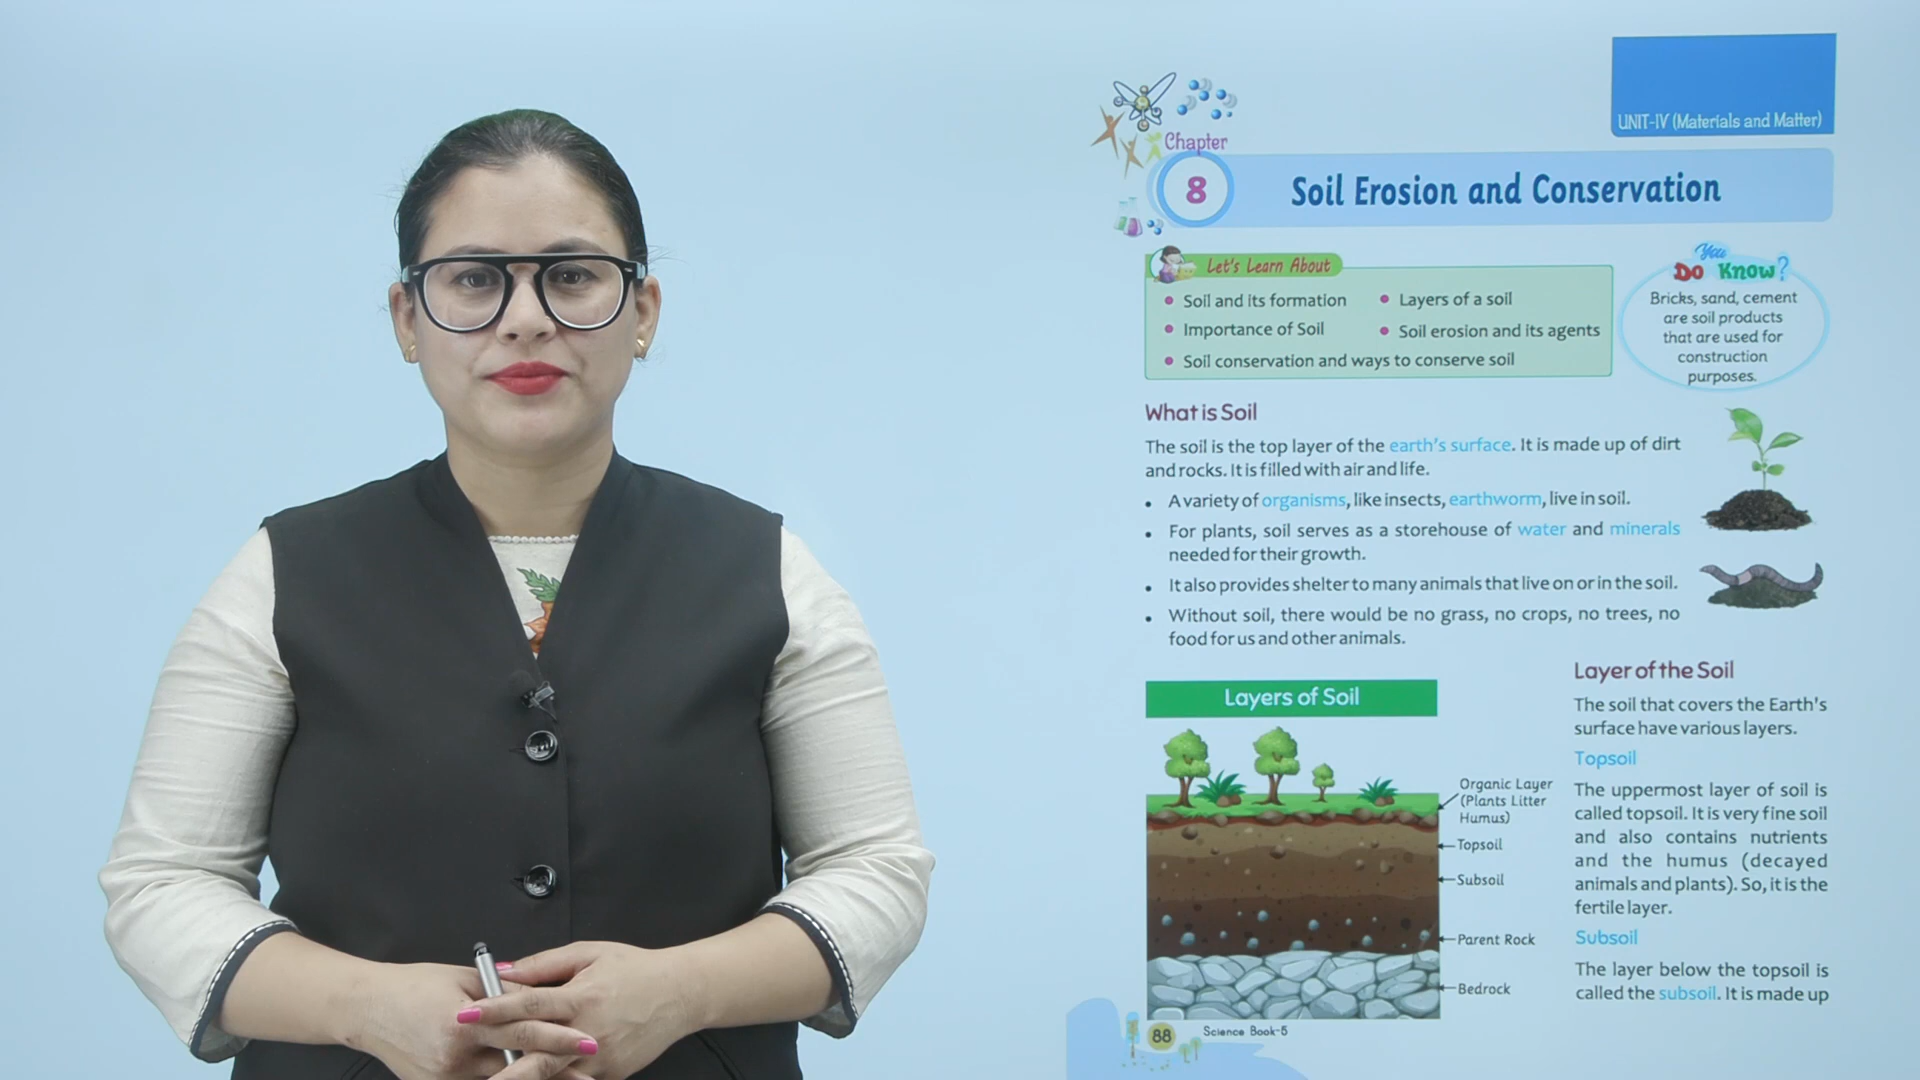 UNIT-IV (Materials and Matter)
Chapter
8
Soil Erosion and Conservation
Let's Learn About
• Soil and its formation
• Layers of a soil
• Importance of Soil
• Soil erosion and its agents
• Soil conservation and ways to conserve soil
You
Do Know?
Bricks, sand, cement
are soil products
that are used for
construction
purposes.
What is Soil
The soil is the top layer of the earth's surface. It is made up of dirt
and rocks. It is filled with air and life.
• A variety of organisms, like insects, earthworm, live in soil.
• For plants, soil serves as a storehouse of water and minerals
needed for their growth.
• It also provides shelter to many animals that live on or in the soil.
• Without soil, there would be no grass, no crops, no trees, no
food for us and other animals.
Layers of Soil
Organic Layer
(Plants Litter
Humus)
Topsoil
Subsoil
Parent Rock
Bedrock
Layer of the Soil
The soil that covers the Earth's
surface have various layers.
Topsoil
The uppermost layer of soil is
called topsoil. It is very fine soil
and also contains nutrients
and the humus (decayed
animals and plants). So, it is the
fertile layer.
Subsoil
The layer below the topsoil is
called the subsoil. It is made up
88
Science Book-5